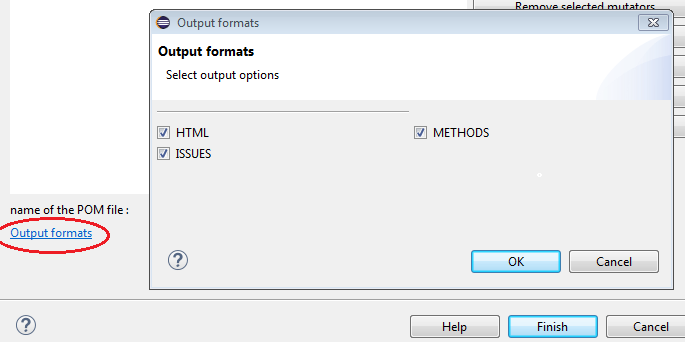 Remove selected mutators
Output formats
Output formats
Select output options
HTML
METHODS
ISSUES
name of the POM file :
Output formats
OK
Cancel
Help
Finish
Cancel